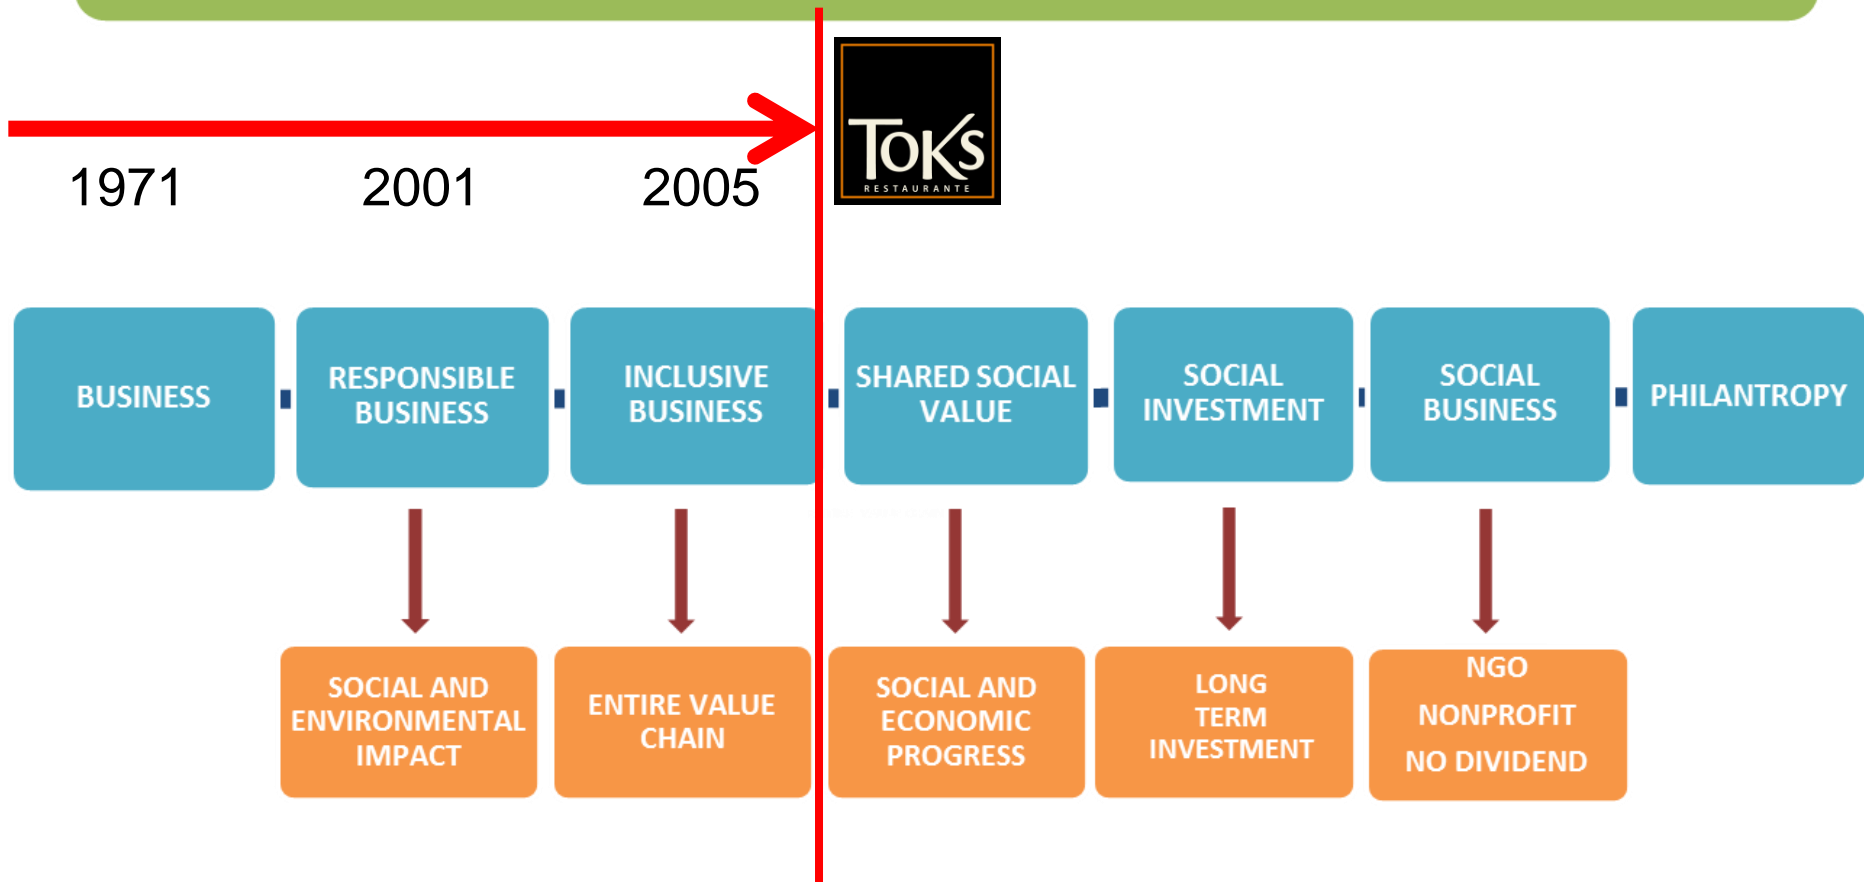 TOKS
RESTAURANTE
1971 2001 2005
BUSINESS
RESPONSIBLE
BUSINESS
INCLUSIVE
BUSINESS
SHARED SOCIAL
VALUE
SOCIAL
INVESTMENT
SOCIAL
BUSINESS
PHILANTROPY
SOCIAL AND
ENVIRONMENTAL
IMPACT
ENTIRE VALUE
CHAIN
SOCIAL AND
ECONOMIC
PROGRESS
LONG
TERM
INVESTMENT
NGO
NONPROFIT
NO DIVIDEND